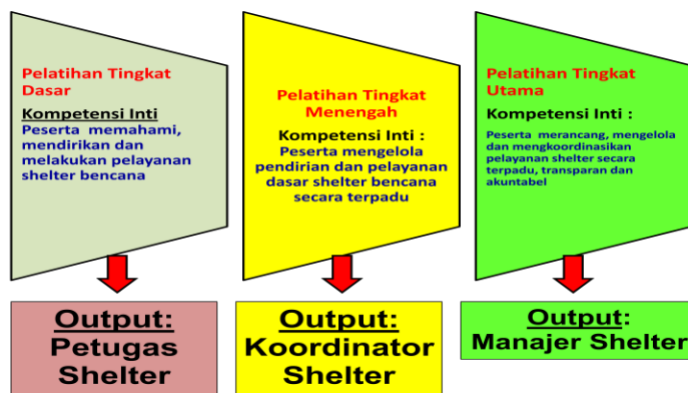 Pelatihan Tingkat
Dasar
Kompetensi Inti
Peserta memahami,
mendirikan dan
melakukan pelayanan
shelter bencana
Output:
Petugas
Shelter
Pelatihan Tingkat
Menengah
Kompetensi Inti :
Peserta mengelola
pendirian dan pelayanan
dasar shelter bencana
secara terpadu
Output:
Koordinator
Shelter
Pelatihan Tingkat
Utama
Kompetensi Inti :
Peserta merancang, mengelola
dan mengkoordinasikan
pelayanan shelter secara
terpadu, transparan dan
akuntabel
Output:
Manajer Shelter